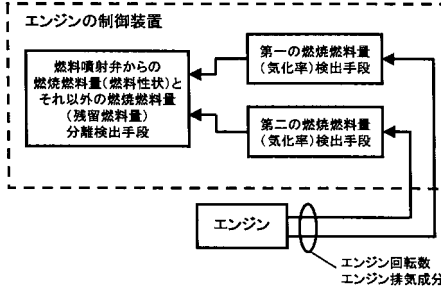 エンジンの制御装置
燃料噴射弁からの
燃焼燃料量(燃料性状)と
それ以外の燃焼燃料量
(残留燃料量)
分離検出手段
第一の燃焼燃料量
(気化率)検出手段
第二の燃焼燃料量
(気化率)検出手段
エンジン
エンジン回転数
エンジン排気成分